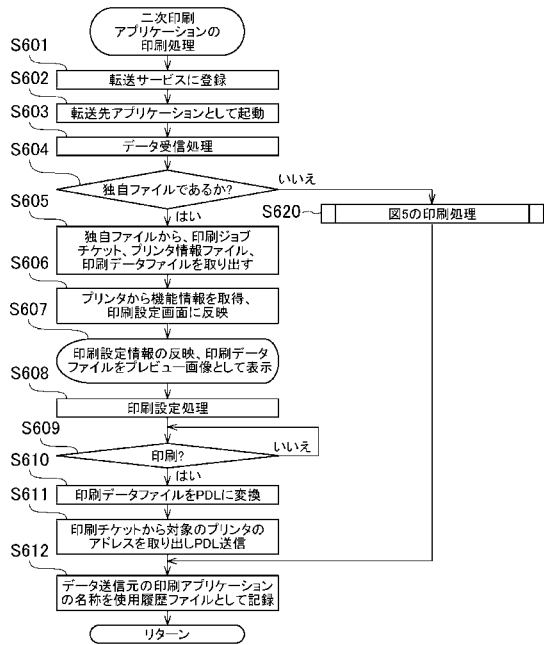 二次印刷
アプリケーションの
印刷処理
S601
転送サービスに登録
S602
転送先アプリケーションとして起動
S603
データ受信処理
S604
独自ファイルであるか?
いいえ
はい
S620
図5の印刷処理
S605
独自ファイルから、印刷ジョブ
チケット、プリンタ情報ファイル、
印刷データファイルを取り出す
S606
プリンタから機能情報を取得、
印刷設定画面に反映
S607
印刷設定情報の反映、印刷データ
ファイルをプレビュー画像として表示
S608
印刷設定処理
S609
印刷?
いいえ
はい
S610
印刷データファイルをPDLに変換
S611
印刷チケットから対象のプリンタの
アドレスを取り出しPDL送信
S612
データ送信元の印刷アプリケーション
の名称を使用履歴ファイルとして記録
リターン